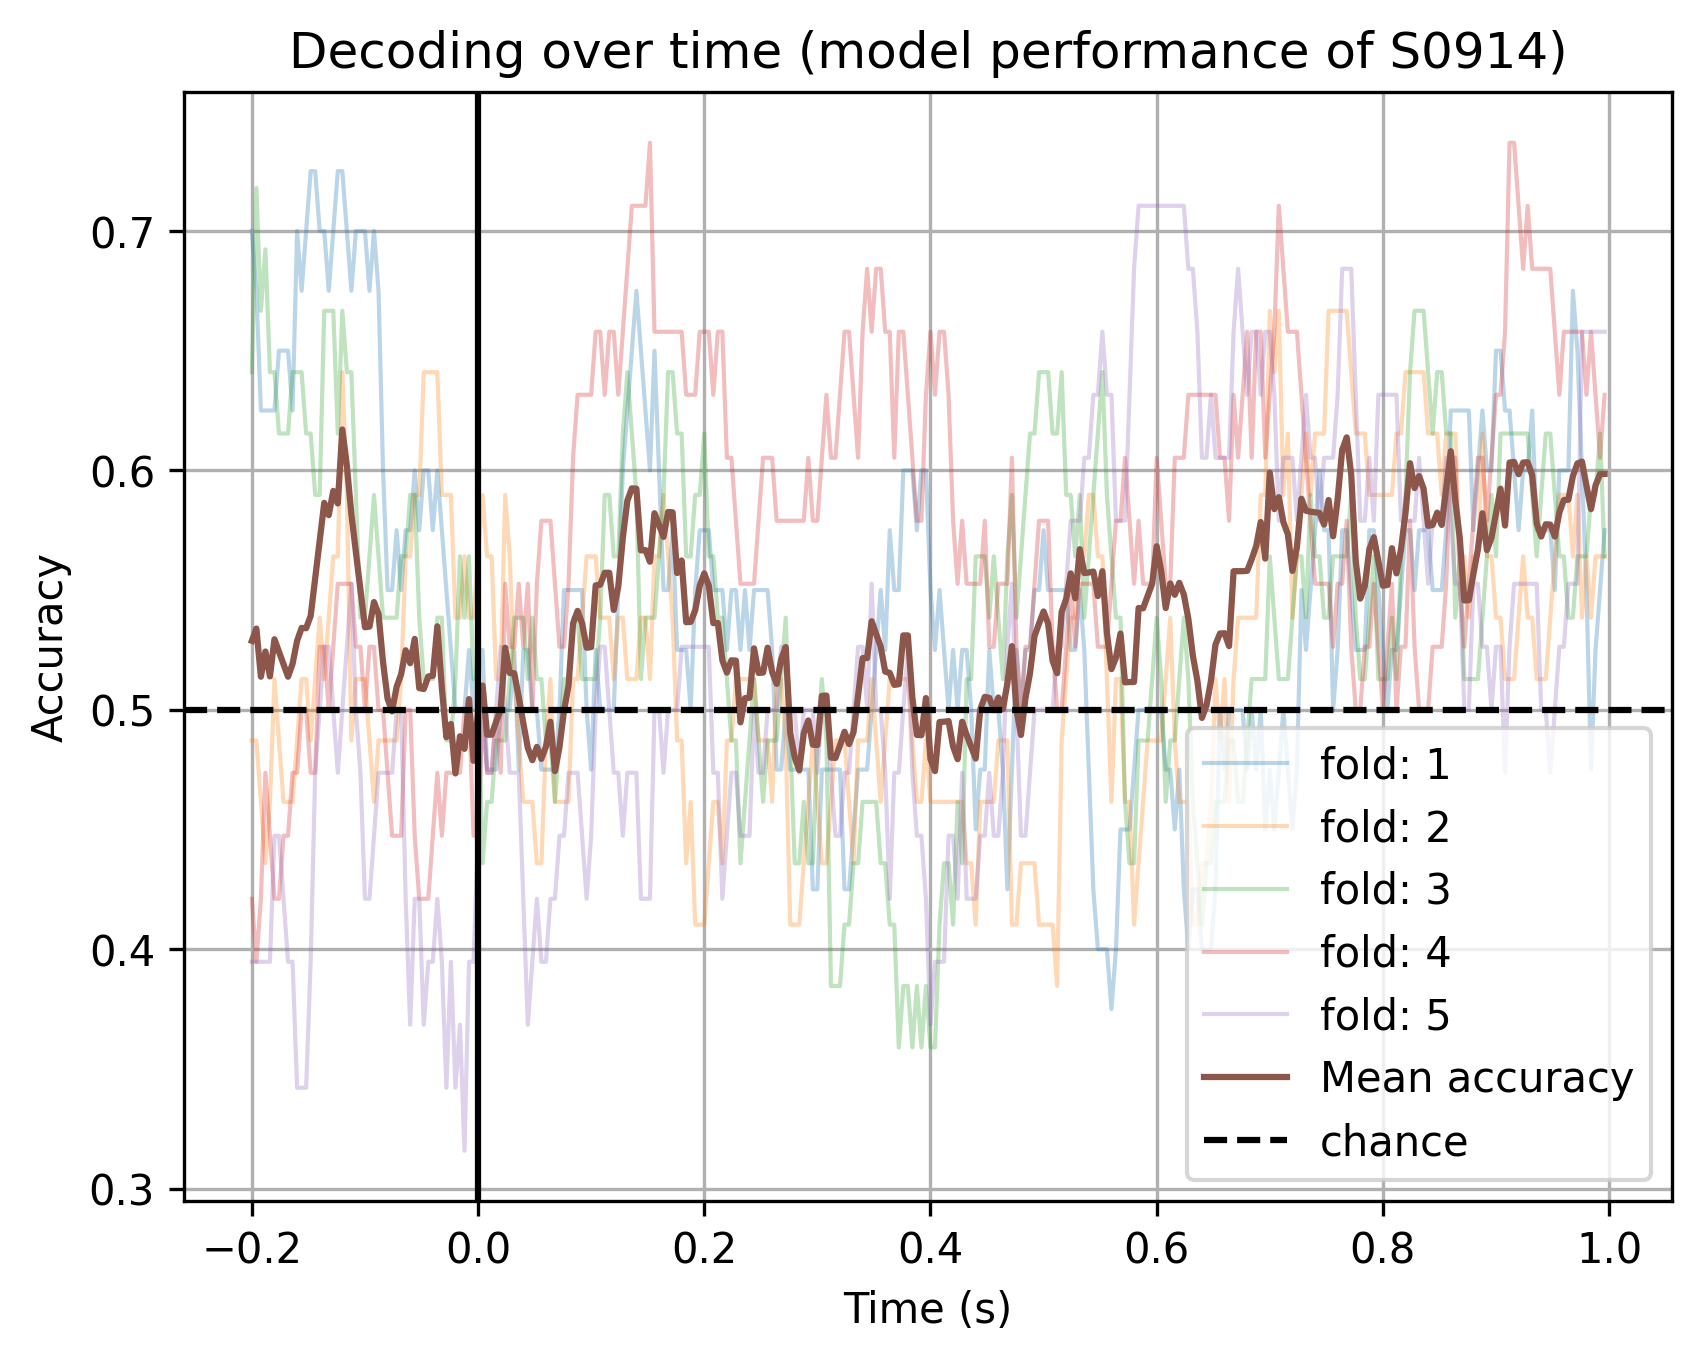 Decoding over time (model performance of S0914)
Accuracy
0.7
0.6
0.5
0.4
0.3
−0.2 0.0 0.2 0.4 0.6 0.8 1.0
Time (s)
fold: 1
fold: 2
fold: 3
fold: 4
fold: 5
Mean accuracy
chance